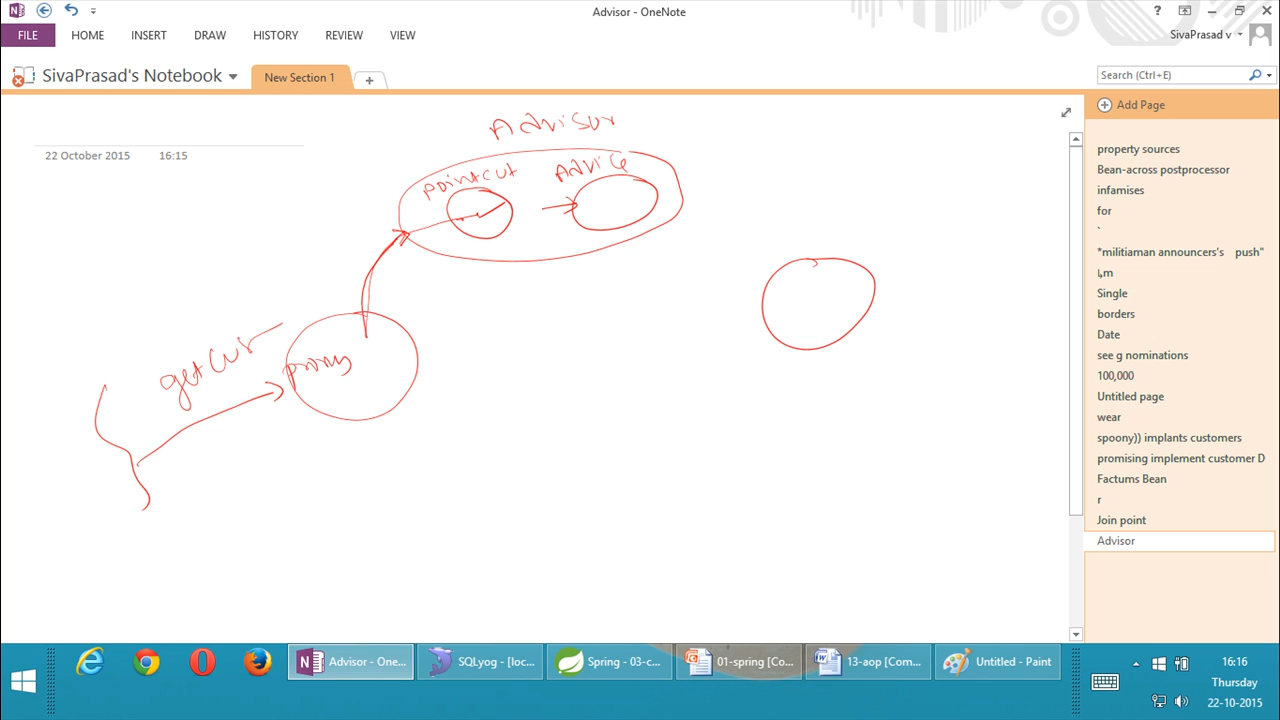 Advisor - OneNote
?
FILE
HOME
INSERT
DRAW
HISTORY
REVIEW
VIEW
SivaPrasad v
SivaPrasad's Notebook
New Section 1
Search (Ctrl+E)
22 October 2015
16:15
Advisor
pointcut
Advice
getCur
proxy
Add Page
property sources
Bean-across postprocessor
infamises
for
`
*militiaman announcers's push"
Single
borders
Date
see g nominations
100,000
Untitled page
wear
spoony)) implants customers
promising implement customer D
Factums Bean
r
Join point
Advisor
Advisor - One...
SQLyog - [loc...
Spring - 03-c...
01-spring [Co...
13-aop [Com...
Untitled - Paint
16:16
Thursday
22-10-2015